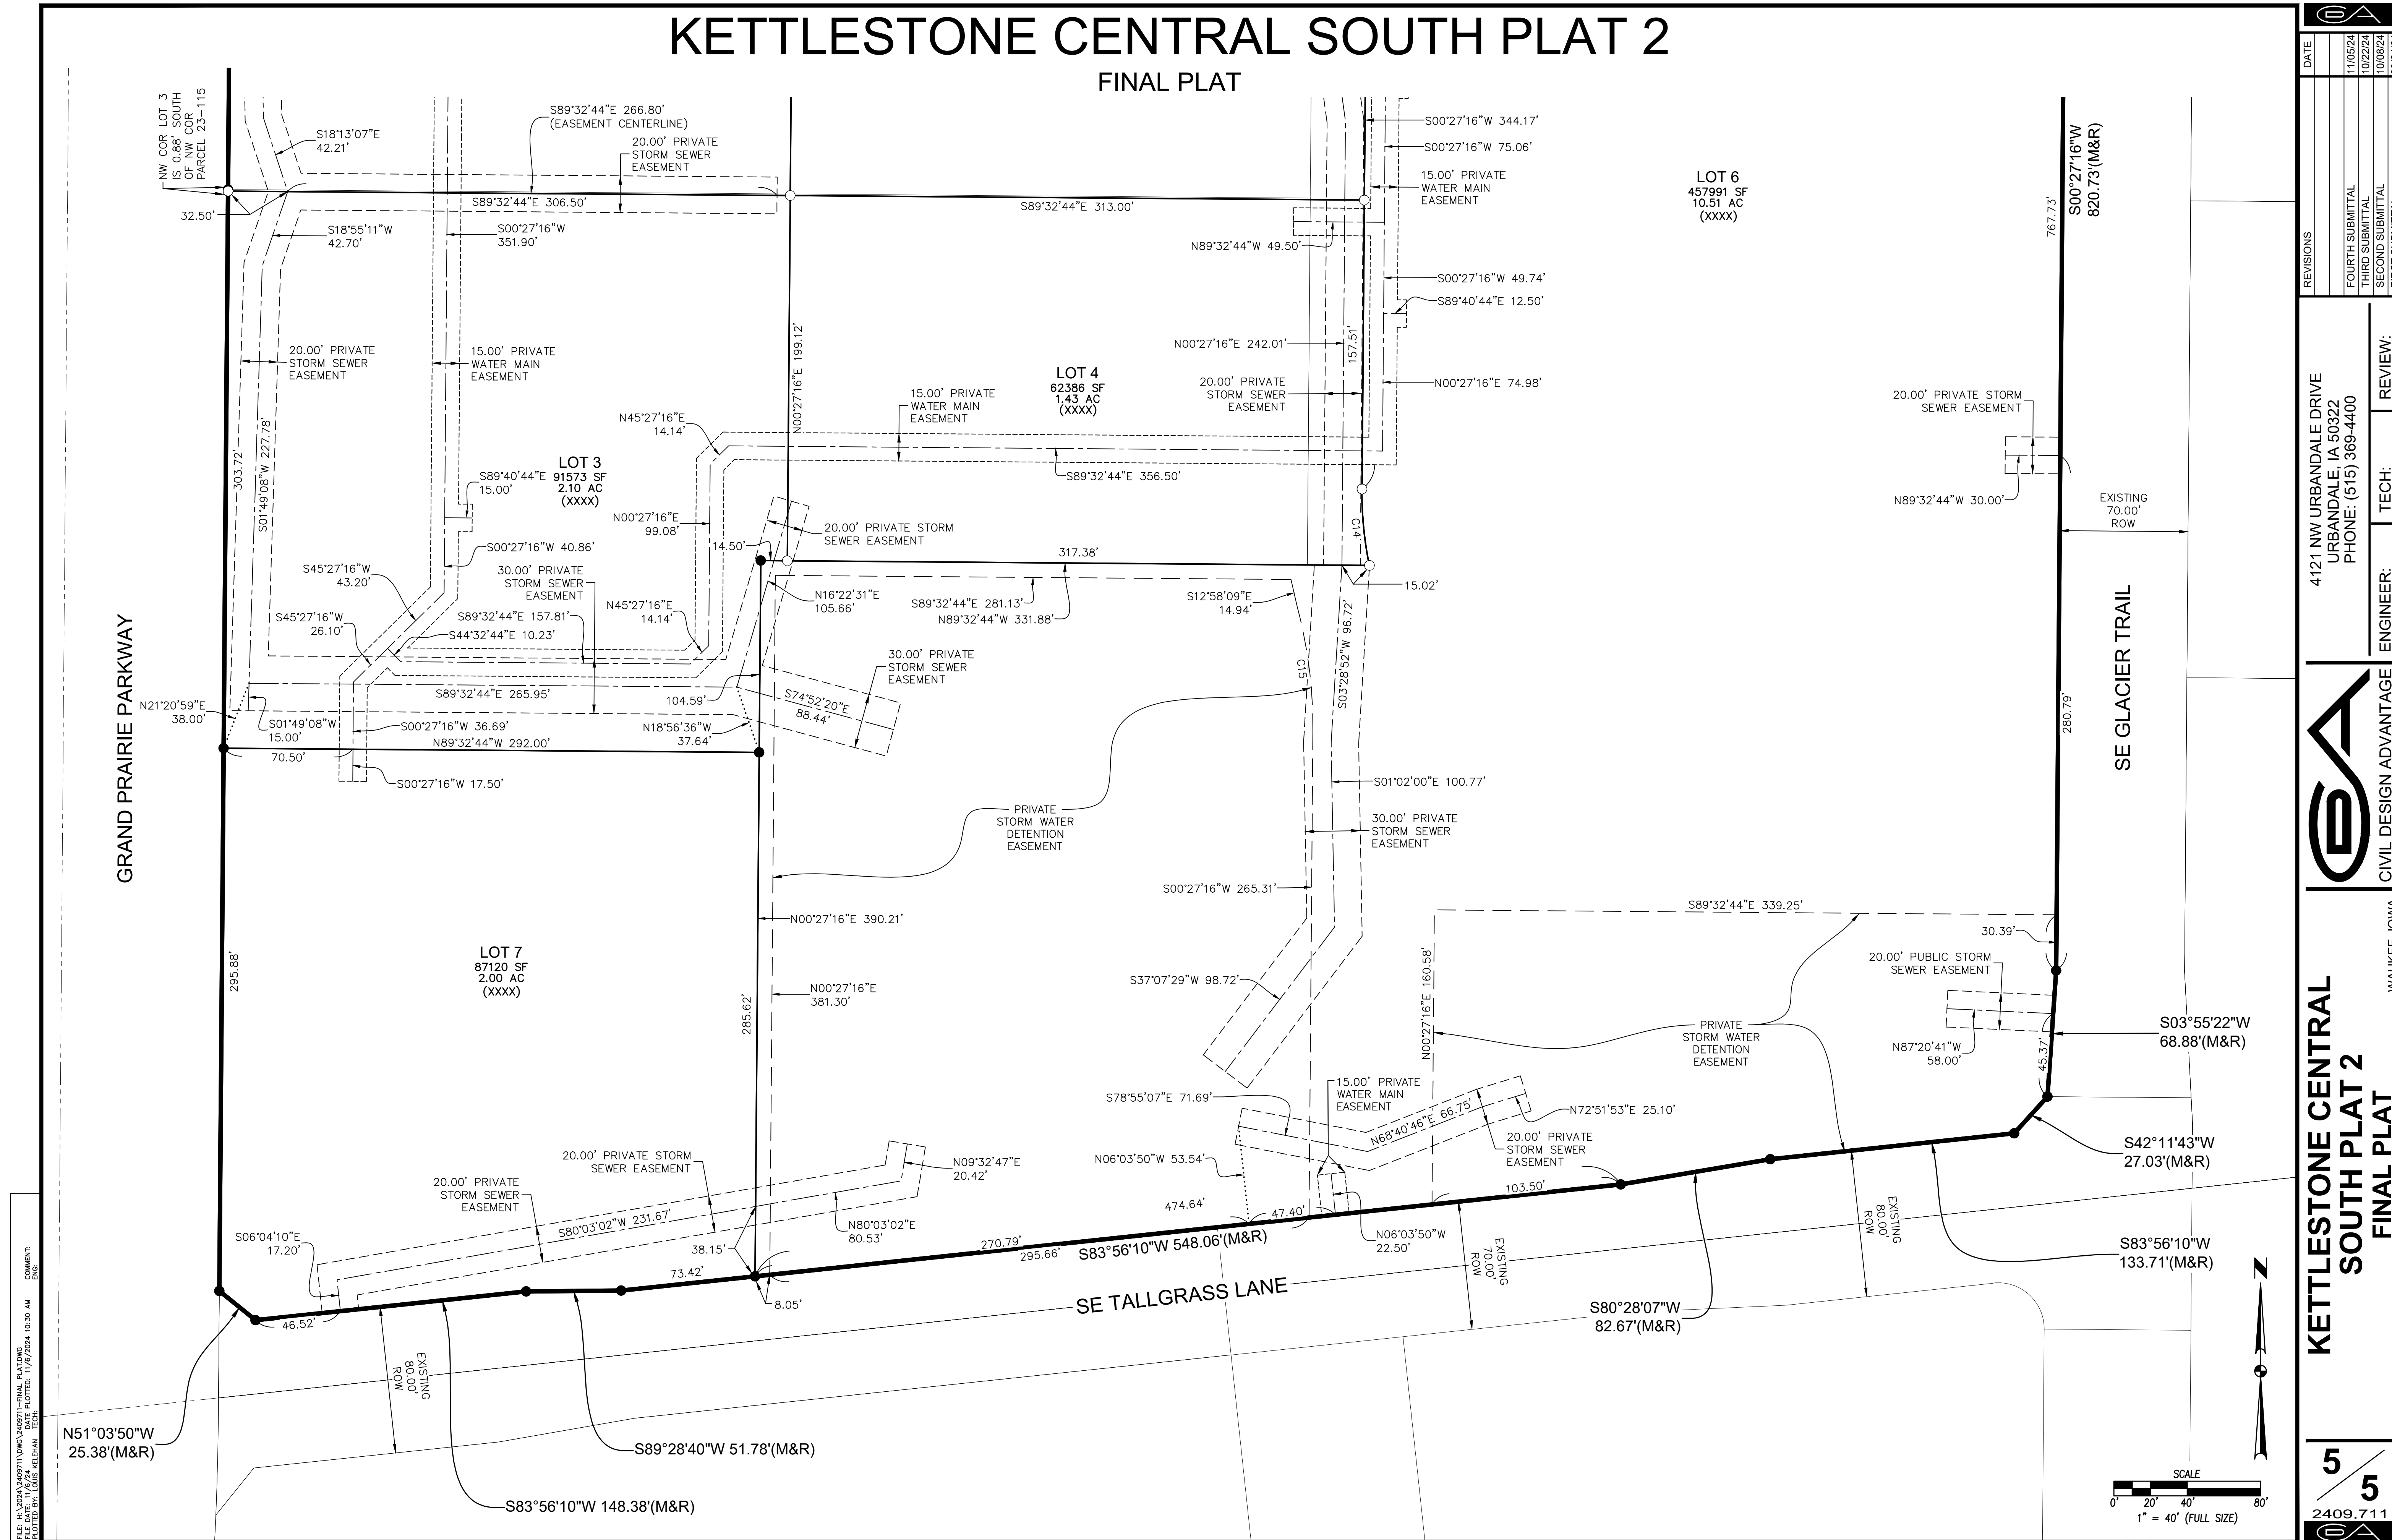 KETTLESTONE CENTRAL SOUTH PLAT 2
FINAL PLAT
NW COR LOT 3
IS 0.88' SOUTH
OF NW COR
PARCEL 23-115
32.50'
S18°13'07"E
42.21'
S89°32'44"E 266.80'
(EASEMENT CENTERLINE)
20.00' PRIVATE
STORM SEWER
EASEMENT
S89°32'44"E 306.50'
S18°55'11"W
42.70'
S00°27'16"W
351.90'
S89°32'44"E 313.00'
S00°27'16"W 344.17'
S00°27'16"W 75.06'
15.00' PRIVATE
WATER MAIN
EASEMENT
N89°32'44"W 49.50'
S00°27'16"W 49.74'
S89°40'44"E 12.50'
LOT 6
457991 SF
10.51 AC
(XXXX)
767.73'
S00°27'16"W
820.73'(M&R)
20.00' PRIVATE
STORM SEWER
EASEMENT
15.00' PRIVATE
WATER MAIN
EASEMENT
N00°27'16"E 199.12'
N00°27'16"E 242.01'
157.51'
LOT 4
62386 SF
1.43 AC
(XXXX)
20.00' PRIVATE
STORM SEWER
EASEMENT
N00°27'16"E 74.98'
15.00' PRIVATE
WATER MAIN
EASEMENT
N45°27'16"E
14.14'
S89°32'44"E 356.50'
20.00' PRIVATE STORM
SEWER EASEMENT
N89°32'44"W 30.00'
EXISTING
70.00'
ROW
303.72'
S01°49'08"W 227.78'
LOT 3
91573 SF
2.10 AC
(XXXX)
S89°40'44"E
15.00'
N00°27'16"E
99.08'
14.50'
20.00' PRIVATE STORM
SEWER EASEMENT
317.38'
C14
15.02'
S00°27'16"W 40.86'
S45°27'16"W
43.20'
30.00' PRIVATE
STORM SEWER
EASEMENT
S45°27'16"W
26.10'
S89°32'44"E 157.81'
S44°32'44"E 10.23'
N45°27'16"E
14.14'
N16°22'31"E
105.66'
S89°32'44"E 281.13'
N89°32'44"W 331.88'
S12°58'09"E
14.94'
C15
S03°28'52"W 96.72'
30.00' PRIVATE
STORM SEWER
EASEMENT
S89°32'44"E 265.95'
104.59'
S74°52'20"E
88.44'
N21°20'59"E
38.00'
S01°49'08"W
15.00'
S00°27'16"W 36.69'
N89°32'44"W 292.00'
N18°56'36"W
37.64'
70.50'
S00°27'16"W 17.50'
GRAND PRAIRIE PARKWAY
SE GLACIER TRAIL
280.79'
S01°02'00"E 100.77'
PRIVATE
STORM WATER
DETENTION
EASEMENT
30.00' PRIVATE
STORM SEWER
EASEMENT
S00°27'16"W 265.31'
N00°27'16"E 390.21'
S89°32'44"E 339.25'
30.39'
20.00' PUBLIC STORM
SEWER EASEMENT
LOT 7
87120 SF
2.00 AC
(XXXX)
295.88'
N00°27'16"E
381.30'
285.62'
S37°07'29"W 98.72'
N00°27'16"E 160.58'
PRIVATE
STORM WATER
DETENTION
EASEMENT
N87°20'41"W
58.00'
45.37'
S03°55'22"W
68.88'(M&R)
15.00' PRIVATE
WATER MAIN
EASEMENT
S78°55'07"E 71.69'
N68°40'46"E 66.75'
N72°51'53"E 25.10'
20.00' PRIVATE
STORM SEWER
EASEMENT
S42°11'43"W
27.03'(M&R)
20.00' PRIVATE STORM
SEWER EASEMENT
N09°32'47"E
20.42'
N06°03'50"W 53.54'
20.00' PRIVATE
STORM SEWER
EASEMENT
S80°03'02"W 231.67'
N80°03'02"E
80.53'
474.64'
47.40'
103.50'
N06°03'50"W
22.50'
S06°04'10"E
17.20'
38.15'
270.79'
295.66'
S83°56'10"W 548.06'(M&R)
73.42'
8.05'
46.52'
SE TALLGRASS LANE
EXISTING
70.00'
ROW
EXISTING
80.00'
ROW
EXISTING
80.00'
ROW
S83°56'10"W
133.71'(M&R)
S80°28'07"W
82.67'(M&R)
N51°03'50"W
25.38'(M&R)
S89°28'40"W 51.78'(M&R)
S83°56'10"W 148.38'(M&R)
N
SCALE
0' 20' 40' 80'
1" = 40' (FULL SIZE)
REVISIONS DATE
FOURTH SUBMITTAL 11/05/24
THIRD SUBMITTAL 10/22/24
SECOND SUBMITTAL 10/08/24
4121 NW URBANDALE DRIVE
URBANDALE, IA 50322
PHONE: (515) 369-4400
ENGINEER: TECH: REVIEW:
CIVIL DESIGN ADVANTAGE
KETTLESTONE CENTRAL
SOUTH PLAT 2
FINAL PLAT
5
5
2409.711
FILE: H:\2024\2409711\DWG\2409711-FINAL PLAT.DWG
FILE DATE: 11/6/24 DATE PLOTTED: 11/6/2024 10:30 AM COMMENT:
PLOTTED BY: LOUIS KELEHAN TECH: ENG: